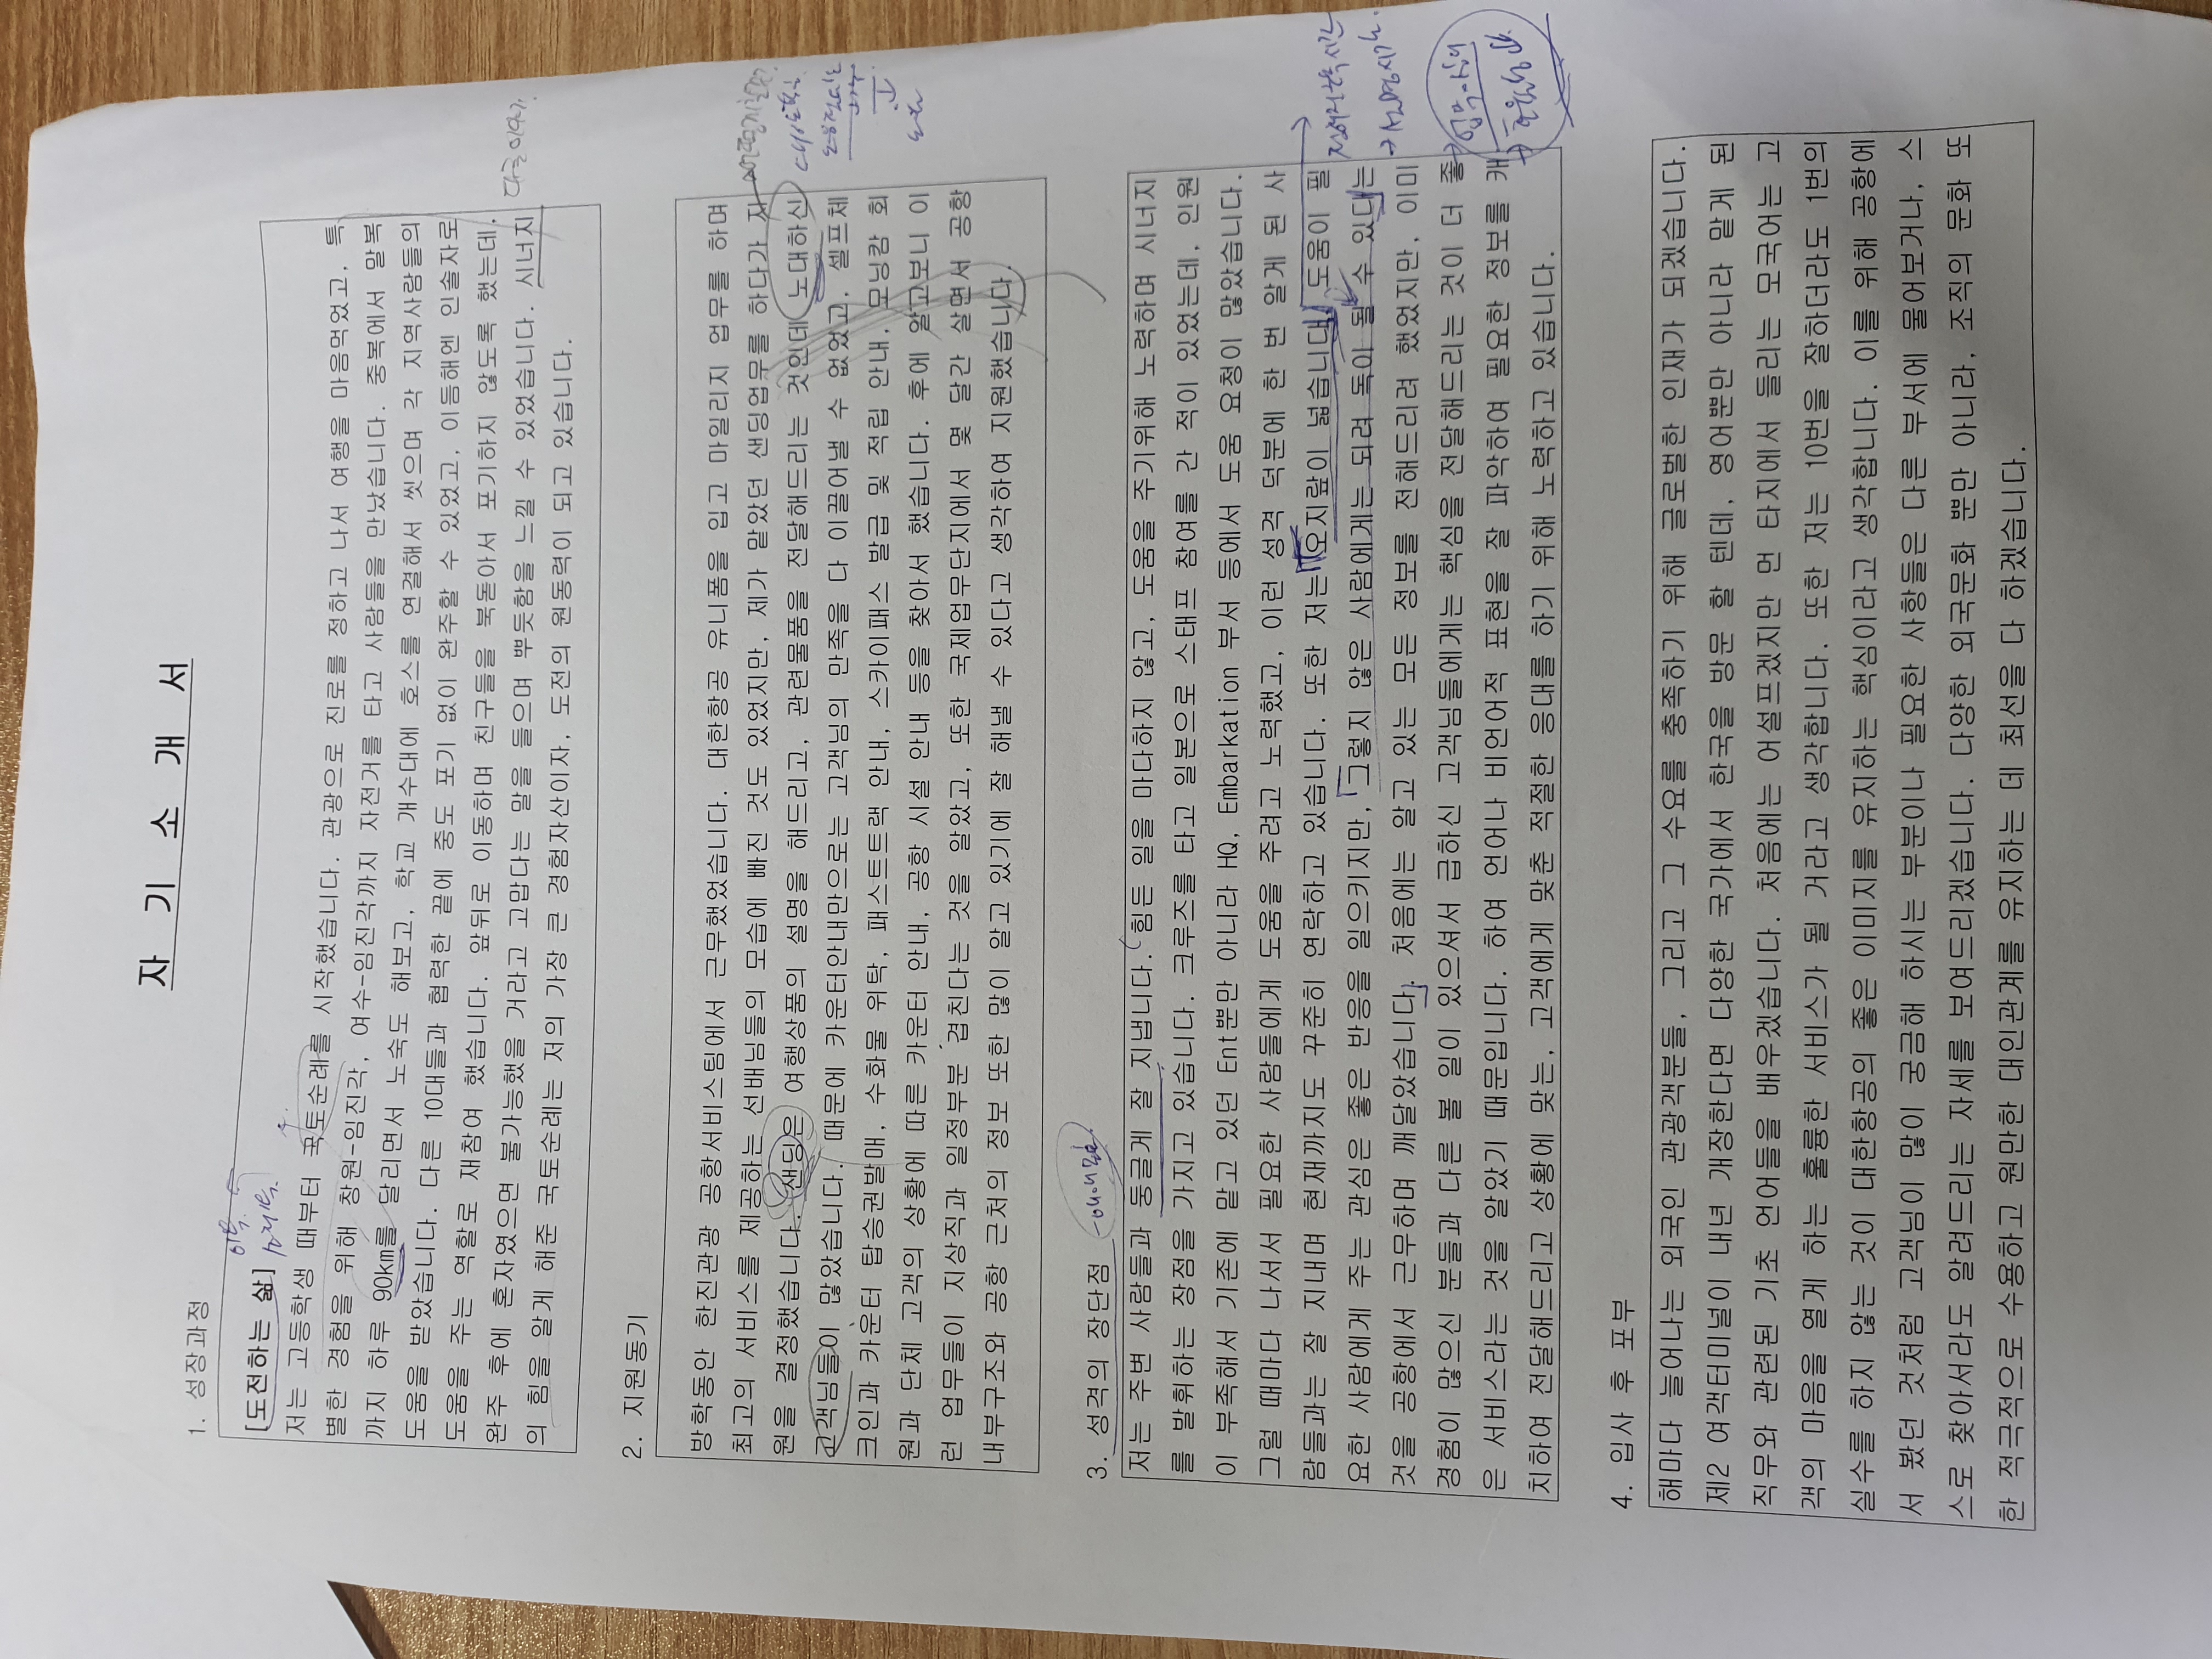 자 기 소 개 서
1. 성장과정
[도전하는 삶]
저는 고등학생 때부터 국토순례를 시작했습니다. 관광으로 진로를 정하고 나서 여행을 마음먹었고, 특
별한 경험을 위해 창원-임진각, 여수-임진각까지 자전거를 타고 사람들을 만났습니다. 중복에서 말복
까지 하루 90km를 달리면서 노숙도 해보고, 학교 개수대에 호스를 연결해서 씻으며 각 지역사람들의
도움을 받았습니다. 다른 10대들과 협력한 끝에 중도 포기 없이 완주할 수 있었고, 이듬해엔 인솔자로
도움을 주는 역할로 재참여 했습니다. 앞뒤로 이동하며 친구들을 북돋아서 포기하지 않도록 했는데,
완주 후에 혼자였으면 불가능했을 거라고 고맙다는 말을 들으며 뿌듯함을 느낄 수 있었습니다. 시너지
의 힘을 알게 해준 국토순례는 저의 가장 큰 경험자산이자, 도전의 원동력이 되고 있습니다.
2. 지원동기
방학동안 한진관광 공항서비스팀에서 근무했었습니다. 대한항공 유니폼을 입고 마일리지 업무를 하며
최고의 서비스를 제공하는 선배님들의 모습에 빠진 것도 있었지만, 제가 맡았던 샌딩업무를 하다가 지
원을 결정했습니다. 샌딩은 여행상품의 설명을 해드리고, 관련물품을 전달해드리는 것인데 노대하신
고객님들이 많았습니다. 때문에 카운터안내만으로는 고객님의 만족을 다 이끌어낼 수 없었고, 셀프체
크인과 카운터 탑승권발매, 수화물 위탁, 패스트트랙 안내, 스카이패스 발급 및 적립 안내, 모닝캄 회
원과 단체 고객의 상황에 따른 카운터 안내, 공항 시설 안내 등을 찾아서 했습니다. 후에 알고보니 이
런 업무들이 지상직과 일정부분 겹친다는 것을 알았고, 또한 국제업무단지에서 몇 달간 살면서 공항
내부구조와 공항 근처의 정보 또한 많이 알고 있기에 잘 해낼 수 있다고 생각하여 지원했습니다.
3. 성격의 장단점
저는 주변 사람들과 둥글게 잘 지냅니다. 힘든 일을 마다하지 않고, 도움을 주기위해 노력하며 시너지
를 발휘하는 장점을 가지고 있습니다. 크루즈를 타고 일본으로 스태프 참여를 간 적이 있었는데, 인원
이 부족해서 기존에 맡고 있던 Ent뿐만 아니라 HQ, Embarkation 부서 등에서 도움 요청이 많았습니다.
그럴 때마다 나서서 필요한 사람들에게 도움을 주려고 노력했고, 이런 성격 덕분에 한 번 알게 된 사
람들과는 잘 지내며 현재까지도 꾸준히 연락하고 있습니다. 또한 저는 오지랖이 넓습니다. 도움이 필
요한 사람에게 주는 관심은 좋은 반응을 일으키지만, 그렇지 않은 사람에게는 되려 독이 될 수 있다는
것을 공항에서 근무하며 깨달았습니다. 처음에는 알고 있는 모든 정보를 전해드리려 했었지만, 이미
경험이 많으신 분들과 다른 볼 일이 있으셔서 급하신 고객님들에게는 핵심을 전달해드리는 것이 더 좋
은 서비스라는 것을 알았기 때문입니다. 하여 언어나 비언어적 표현을 잘 파악하여 필요한 정보를 캐
치하여 전달해드리고 상황에 맞는, 고객에게 맞춘 적절한 응대를 하기 위해 노력하고 있습니다.
4. 입사 후 포부
해마다 늘어나는 외국인 관광객분들, 그리고 그 수요를 충족하기 위해 글로벌한 인재가 되겠습니다.
제2 여객터미널이 내년 개장한다면 다양한 국가에서 한국을 방문 할 텐데, 영어뿐만 아니라 맡게 된
직무와 관련된 기초 언어들을 배우겠습니다. 처음에는 어설프겠지만 먼 타지에서 들리는 모국어는 고
객의 마음을 열게 하는 훌륭한 서비스가 될 거라고 생각합니다. 또한 저는 10번을 잘하더라도 1번의
실수를 하지 않는 것이 대한항공의 좋은 이미지를 유지하는 핵심이라고 생각합니다. 이를 위해 공항에
서 봤던 것처럼 고객님이 많이 궁금해 하시는 부분이나 필요한 사항들은 다른 부서에 물어보거나, 스
스로 찾아서라도 알려드리는 자세를 보여드리겠습니다. 다양한 외국문화 뿐만 아니라, 조직의 문화 또
한 적극적으로 수용하고 원만한 대인관계를 유지하는 데 최선을 다 하겠습니다.